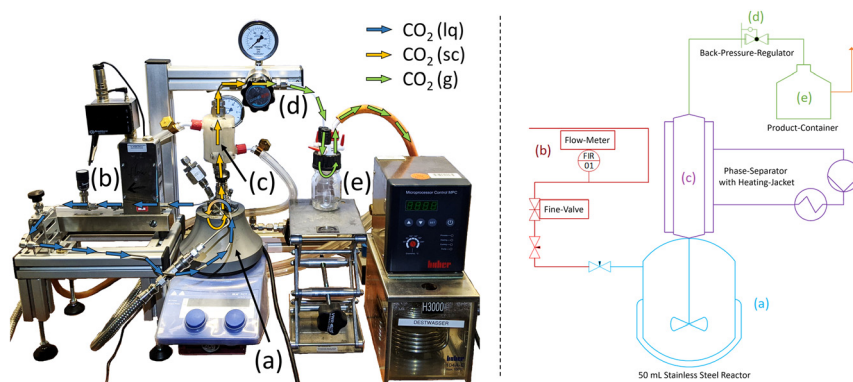 CO2 (lq)
CO2 (sc)
CO2 (g)
(d)
(b)
(c)
(e)
(a)
Microprocessor Control MPC
huber
H3000
DESTWASSER
huber
(d)
Back-Pressure-Regulator
(e)
Product-Container
(b)
Flow-Meter
FIR
01
Fine-Valve
(c)
Phase-Separator
with Heating-Jacket
(a)
50 mL Stainless Steel Reactor